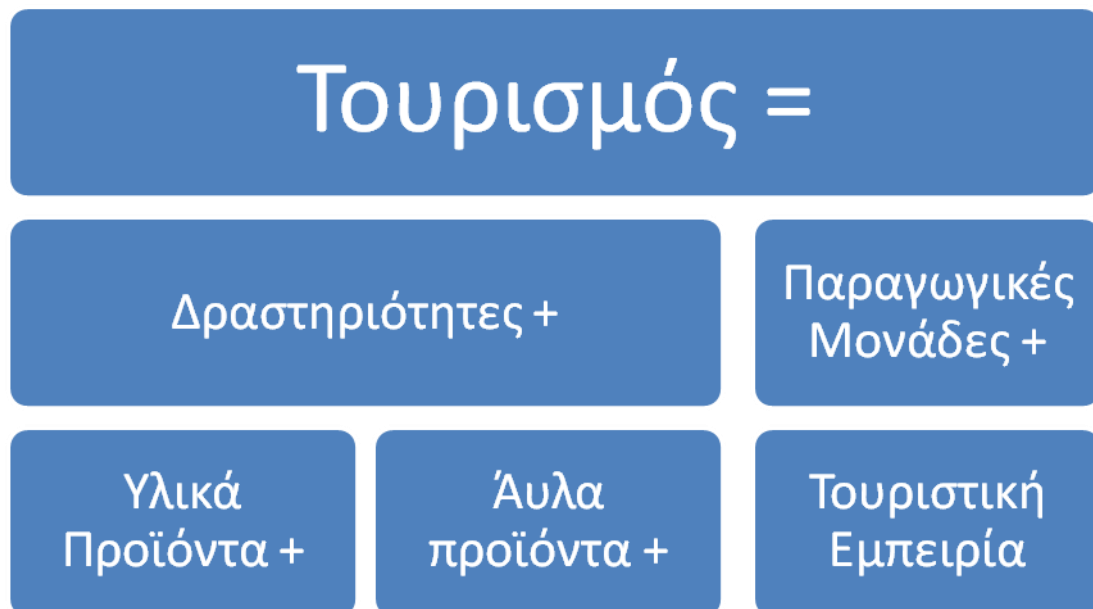 Τουρισμός =
Δραστηριότητες +
Παραγωγικές
Μονάδες +
Υλικά
Προϊόντα +
Άυλα
προϊόντα +
Τουριστική
Εμπειρία